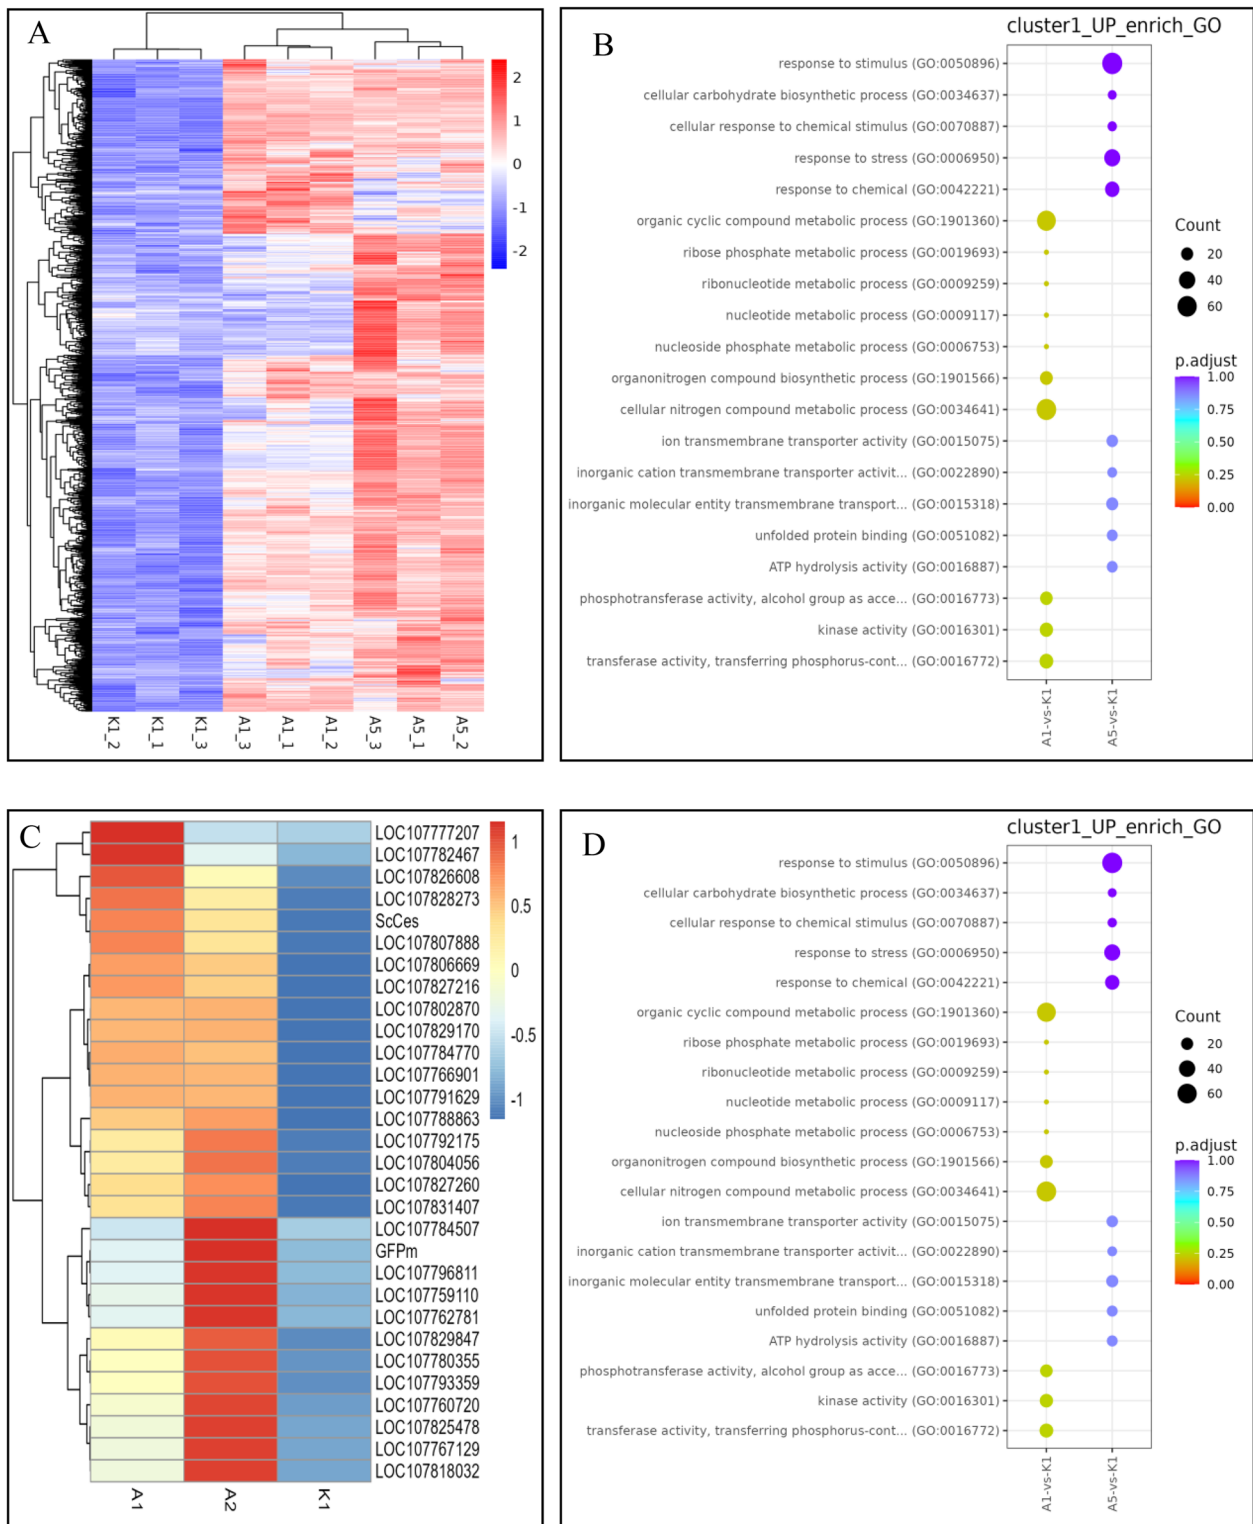 A
2
1
0
-1
-2
K1_2
K1_1
K1_3
A1_3
A1_1
A1_2
A5_3
A5_1
A5_2
B
cluster1_UP_enrich_GO
response to stimulus (GO:0050896)
cellular carbohydrate biosynthetic process (GO:0034637)
cellular response to chemical stimulus (GO:0070887)
response to stress (GO:0006950)
response to chemical (GO:0042221)
organic cyclic compound metabolic process (GO:1901360)
ribose phosphate metabolic process (GO:0019693)
ribonucleotide metabolic process (GO:0009259)
nucleotide metabolic process (GO:0009117)
nucleoside phosphate metabolic process (GO:0006753)
organonitrogen compound biosynthetic process (GO:1901566)
cellular nitrogen compound metabolic process (GO:0034641)
ion transmembrane transporter activity (GO:0015075)
inorganic cation transmembrane transporter activit... (GO:0022890)
inorganic molecular entity transmembrane transport... (GO:0015318)
unfolded protein binding (GO:0051082)
ATP hydrolysis activity (GO:0016887)
phosphotransferase activity, alcohol group as acce... (GO:0016773)
kinase activity (GO:0016301)
transferase activity, transferring phosphorus-cont... (GO:0016772)
A1-vs-K1
A5-vs-K1
Count
20
40
60
p.adjust
1.00
0.75
0.50
0.25
0.00
C
LOC107777207
LOC107782467
LOC107826608
LOC107828273
ScCes
LOC107807888
LOC107806669
LOC107827216
LOC107802870
LOC107829170
LOC107784770
LOC107766901
LOC107791629
LOC107788863
LOC107792175
LOC107804056
LOC107827260
LOC107831407
LOC107784507
GFPm
LOC107796811
LOC107759110
LOC107762781
LOC107829847
LOC107780355
LOC107793359
LOC107760720
LOC107825478
LOC107767129
LOC107818032
A1
A2
K1
1
0.5
0
-0.5
-1
D
cluster1_UP_enrich_GO
response to stimulus (GO:0050896)
cellular carbohydrate biosynthetic process (GO:0034637)
cellular response to chemical stimulus (GO:0070887)
response to stress (GO:0006950)
response to chemical (GO:0042221)
organic cyclic compound metabolic process (GO:1901360)
ribose phosphate metabolic process (GO:0019693)
ribonucleotide metabolic process (GO:0009259)
nucleotide metabolic process (GO:0009117)
nucleoside phosphate metabolic process (GO:0006753)
organonitrogen compound biosynthetic process (GO:1901566)
cellular nitrogen compound metabolic process (GO:0034641)
ion transmembrane transporter activity (GO:0015075)
inorganic cation transmembrane transporter activit... (GO:0022890)
inorganic molecular entity transmembrane transport... (GO:0015318)
unfolded protein binding (GO:0051082)
ATP hydrolysis activity (GO:0016887)
phosphotransferase activity, alcohol group as acce... (GO:0016773)
kinase activity (GO:0016301)
transferase activity, transferring phosphorus-cont... (GO:0016772)
A1-vs-K1
A5-vs-K1
Count
20
40
60
p.adjust
1.00
0.75
0.50
0.25
0.00